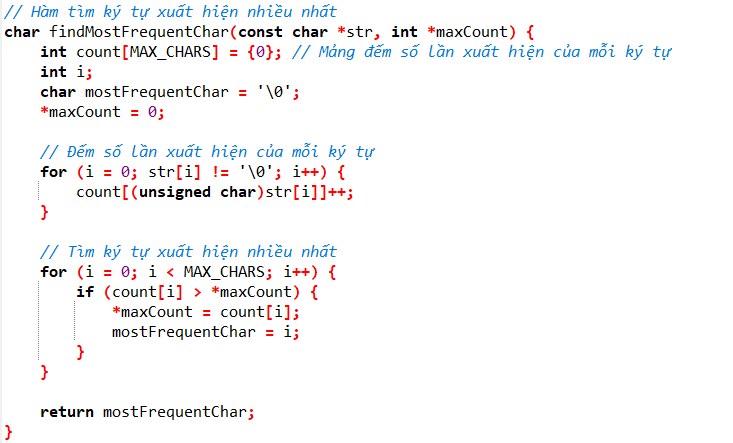 // Hàm tìm ký tự xuất hiện nhiều nhất
char findMostFrequentChar(const char *str, int *maxCount) {
    int count[MAX_CHARS] = {0}; // Mảng đếm số lần xuất hiện của mỗi ký tự
    int i;
    char mostFrequentChar = '\0';
    *maxCount = 0;

    // Đếm số lần xuất hiện của mỗi ký tự
    for (i = 0; str[i] != '\0'; i++) {
        count[(unsigned char)str[i]]++;
    }

    // Tìm ký tự xuất hiện nhiều nhất
    for (i = 0; i < MAX_CHARS; i++) {
        if (count[i] > *maxCount) {
            *maxCount = count[i];
            mostFrequentChar = i;
        }
    }

    return mostFrequentChar;
}